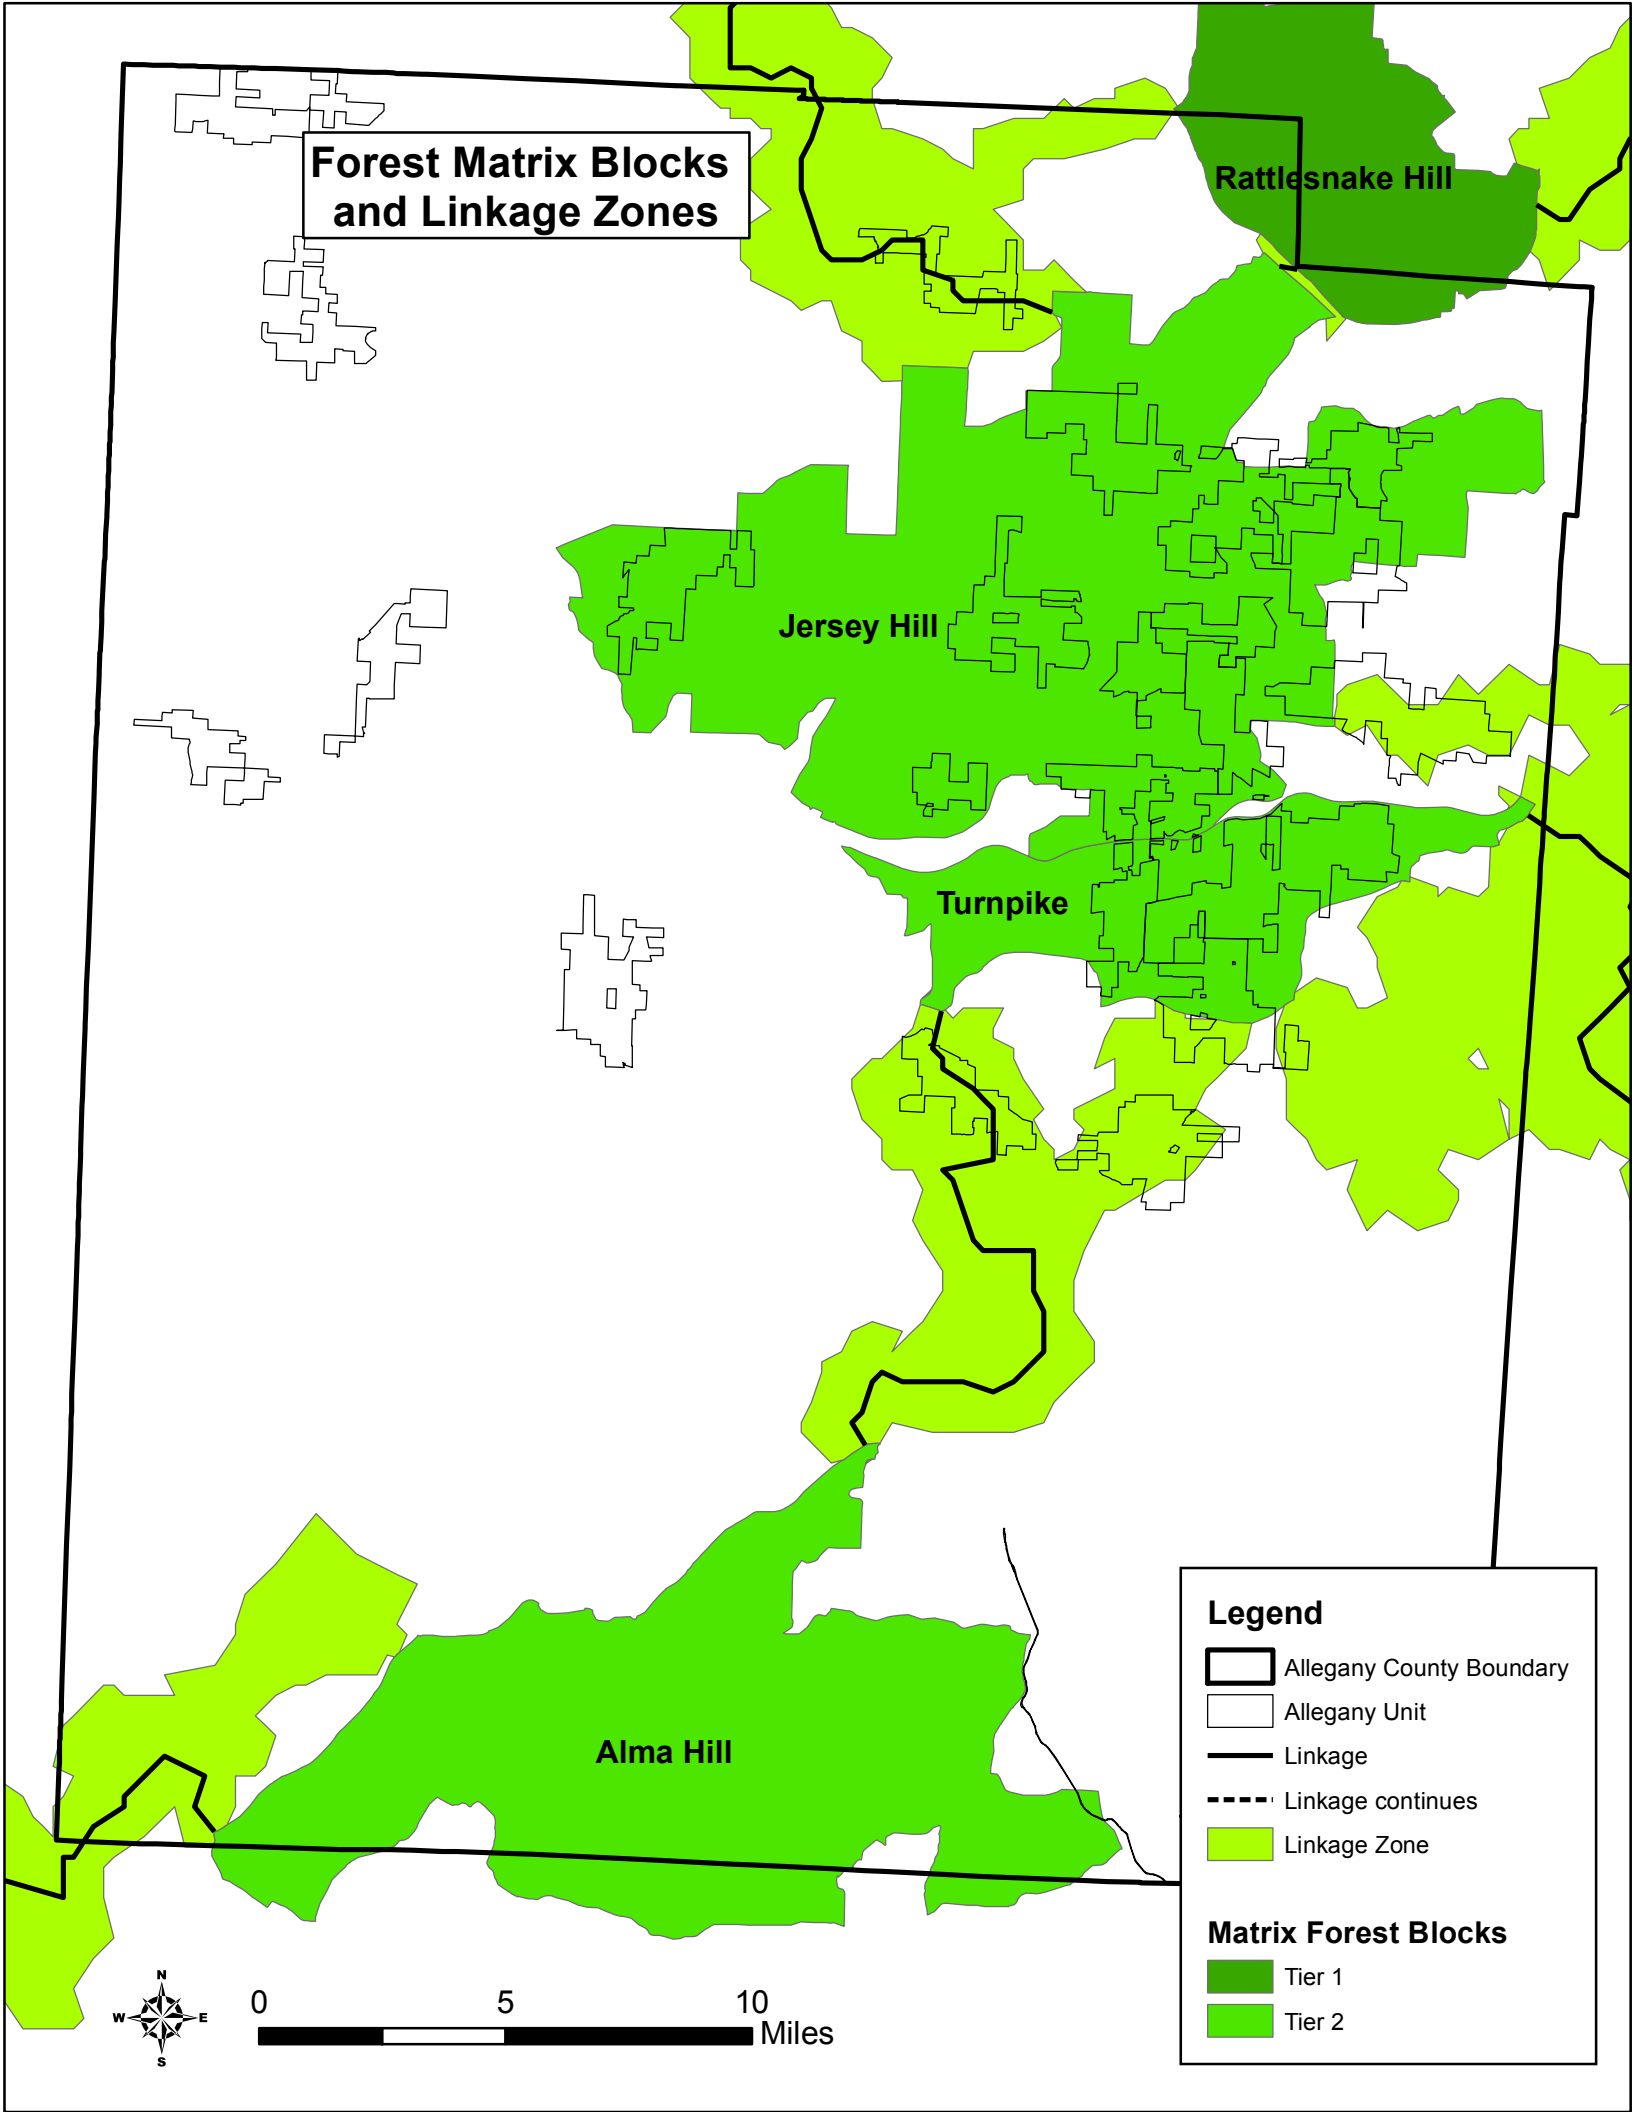 Forest Matrix Blocks
and Linkage Zones
Rattlesnake Hill
Jersey Hill
Turnpike
Alma Hill
Legend
Allegany County Boundary
Allegany Unit
Linkage
Linkage continues
Linkage Zone
Matrix Forest Blocks
Tier 1
Tier 2
N
W E
S
0 5 10
Miles